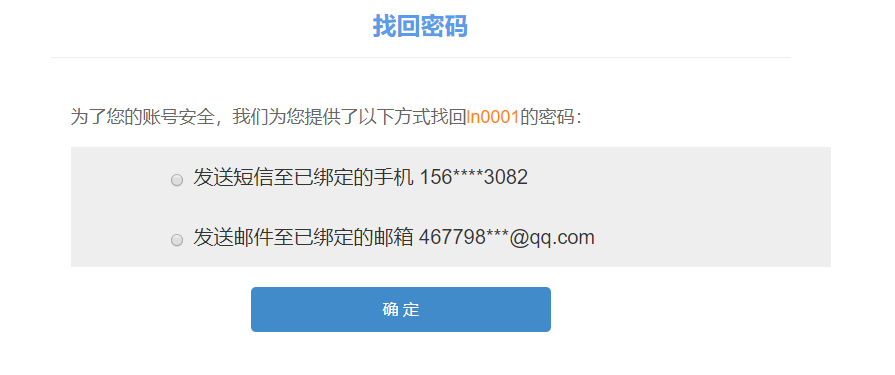 找回密码
为了您的账号安全，我们为您提供了以下方式找回ln0001的密码：
发送短信至已绑定的手机 156****3082
发送邮件至已绑定的邮箱 467798***@qq.com
确 定